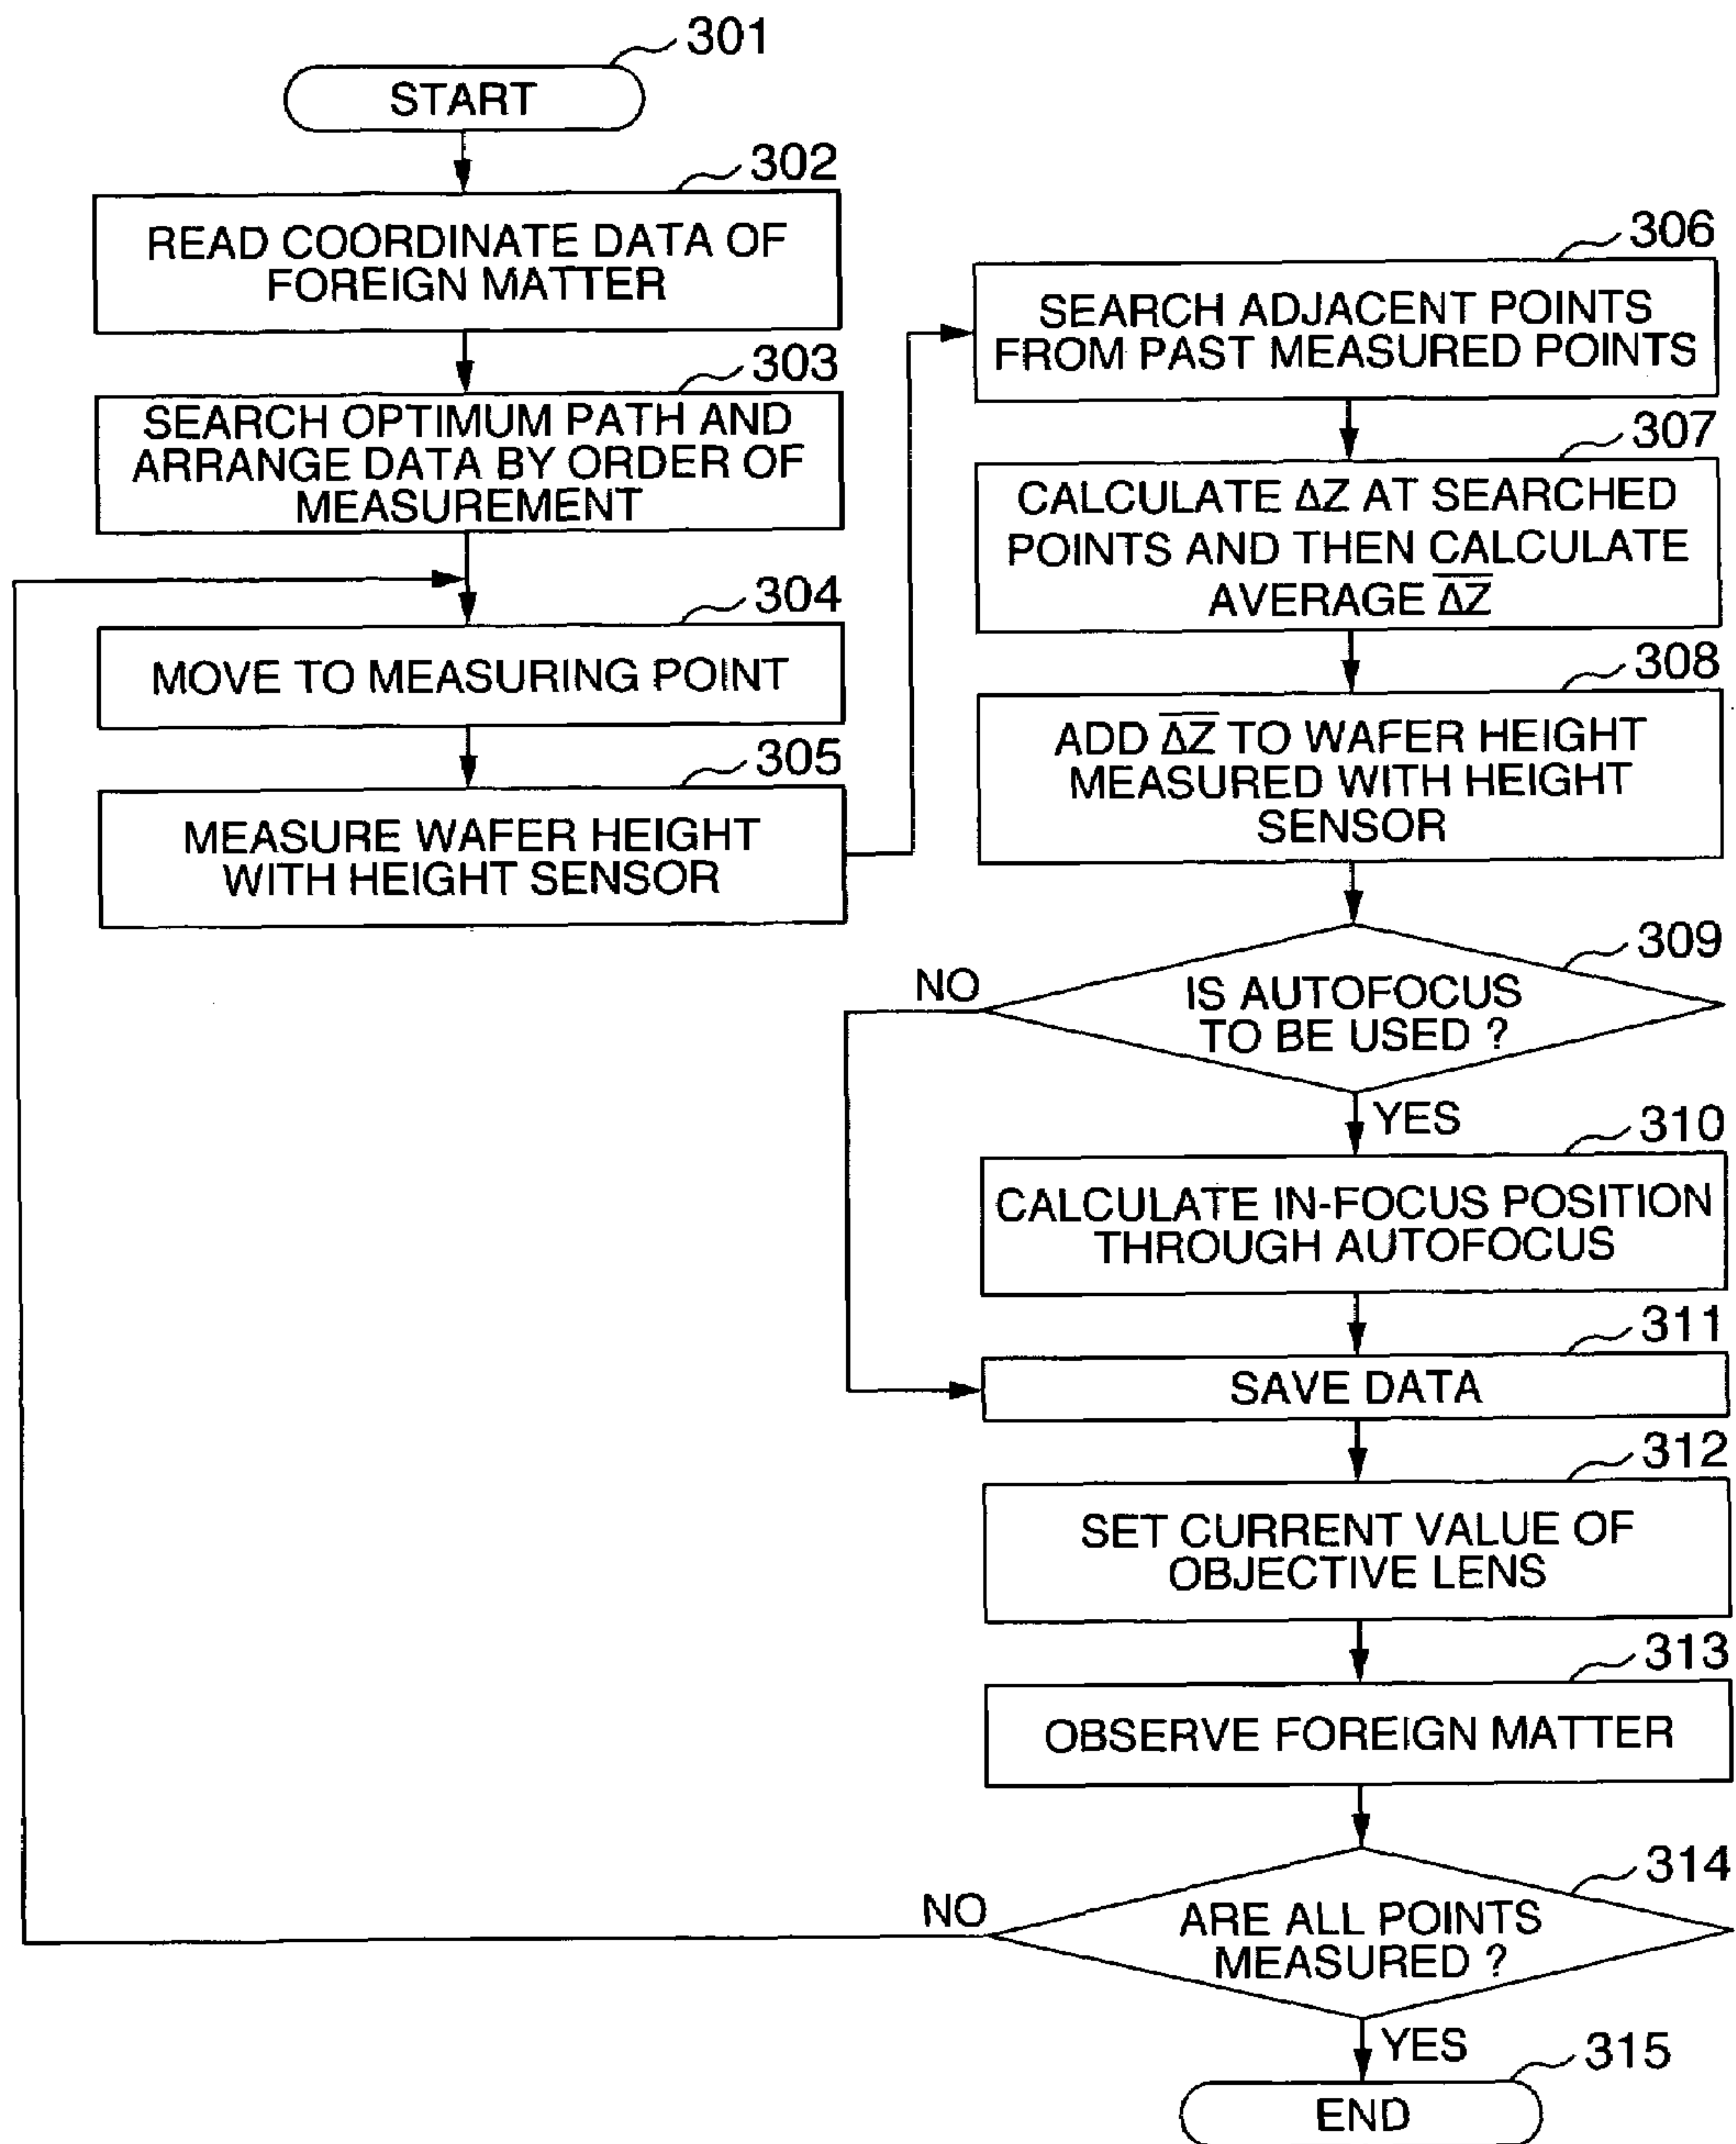 301
START
302
READ COORDINATE DATA OF
FOREIGN MATTER
303
SEARCH OPTIMUM PATH AND
ARRANGE DATA BY ORDER OF
MEASUREMENT
304
MOVE TO MEASURING POINT
305
MEASURE WAFER HEIGHT
WITH HEIGHT SENSOR
306
SEARCH ADJACENT POINTS
FROM PAST MEASURED POINTS
307
CALCULATE ΔZ AT SEARCHED
POINTS AND THEN CALCULATE
AVERAGE Δ̅Z̅
308
ADD Δ̅Z̅ TO WAFER HEIGHT
MEASURED WITH HEIGHT
SENSOR
309
NO
IS AUTOFOCUS
TO BE USED ?
YES
310
CALCULATE IN-FOCUS POSITION
THROUGH AUTOFOCUS
311
SAVE DATA
312
SET CURRENT VALUE OF
OBJECTIVE LENS
313
OBSERVE FOREIGN MATTER
314
NO
ARE ALL POINTS
MEASURED ?
YES
315
END